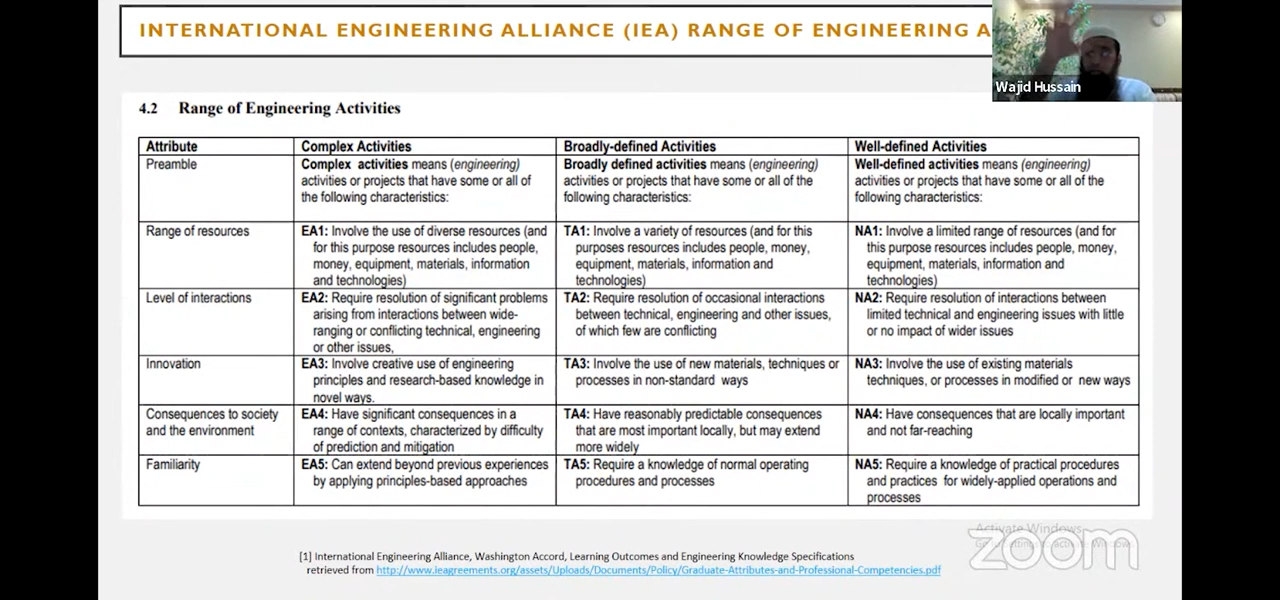 INTERNATIONAL ENGINEERING ALLIANCE (IEA) RANGE OF ENGINEERING A
Wajid Hussain
4.2 Range of Engineering Activities
Attribute Complex Activities Broadly-defined Activities Well-defined Activities
Preamble
Complex activities means (engineering)
activities or projects that have some or all of
the following characteristics:
Broadly defined activities means (engineering)
activities or projects that have some or all of the
following characteristics:
Well-defined activities means (engineering)
activities or projects that have some or all of the
following characteristics:
Range of resources
EA1: Involve the use of diverse resources (and
for this purpose resources includes people,
money, equipment, materials, information
and technologies)
TA1: Involve a variety of resources (and for this
purposes resources includes people, money,
equipment, materials, information and
technologies)
NA1: Involve a limited range of resources (and for
this purpose resources includes people, money,
equipment, materials, information and
technologies)
Level of interactions
EA2: Require resolution of significant problems
arising from interactions between wide-
ranging or conflicting technical, engineering
or other issues,
TA2: Require resolution of occasional interactions
between technical, engineering and other issues,
of which few are conflicting
NA2: Require resolution of interactions between
limited technical and engineering issues with little
or no impact of wider issues
Innovation
EA3: Involve creative use of engineering
principles and research-based knowledge in
novel ways.
TA3: Involve the use of new materials, techniques or
processes in non-standard ways
NA3: Involve the use of existing materials
techniques, or processes in modified or new ways
Consequences to society
and the environment
EA4: Have significant consequences in a
range of contexts, characterized by difficulty
of prediction and mitigation
TA4: Have reasonably predictable consequences
that are most important locally, but may extend
more widely
NA4: Have consequences that are locally important
and not far-reaching
Familiarity
EA5: Can extend beyond previous experiences
by applying principles-based approaches
TA5: Require a knowledge of normal operating
procedures and processes
NA5: Require a knowledge of practical procedures
and practices for widely-applied operations and
processes
Activate Windows
zoom
[1] International Engineering Alliance, Washington Accord, Learning Outcomes and Engineering Knowledge Specifications
retrieved from http://www.ieagreements.org/assets/Uploads/Documents/Policy/Graduate-Attributes-and-Professional-Competencies.pdf